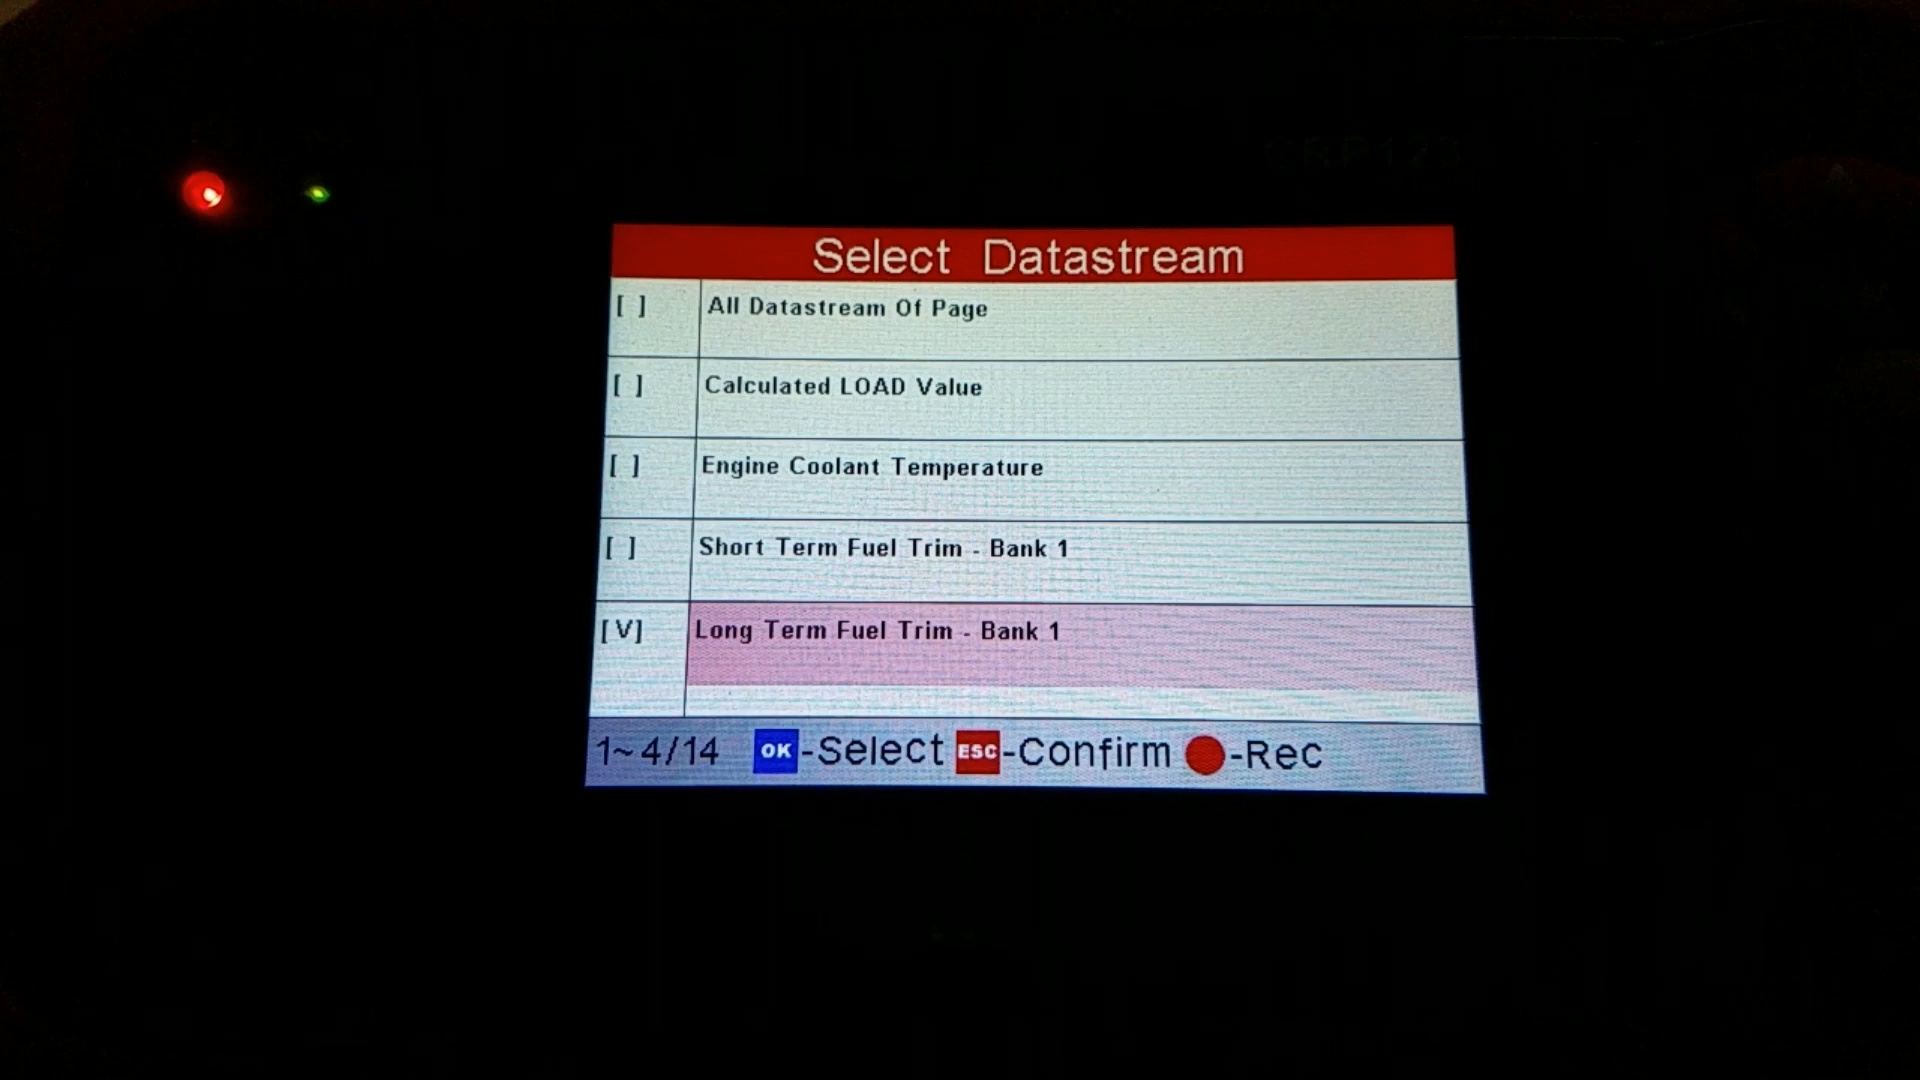 Select Datastream
[ ] All Datastream Of Page
[ ] Calculated LOAD Value
[ ] Engine Coolant Temperature
[ ] Short Term Fuel Trim - Bank 1
[V] Long Term Fuel Trim - Bank 1
1~4/14 OK-Select ESC-Confirm -Rec